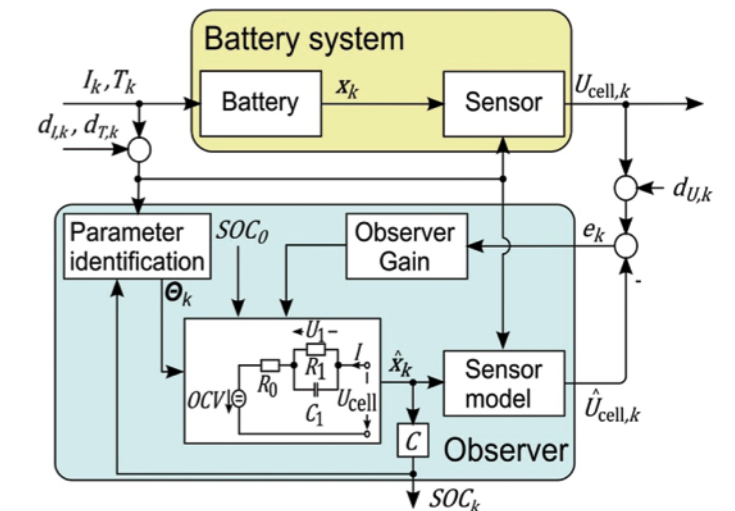 Battery system
I_k, T_k
Battery
x_k
Sensor
U_cell,k
d_I,k, d_T,k
d_U,k
Parameter
identification
SOC_0
Observer
Gain
e_k
-
Θ_k
U_1 -
I
R_1
R_0
C_1
OCV
U_cell
x̂_k
Sensor
model
Û_cell,k
C
Observer
SOC_k